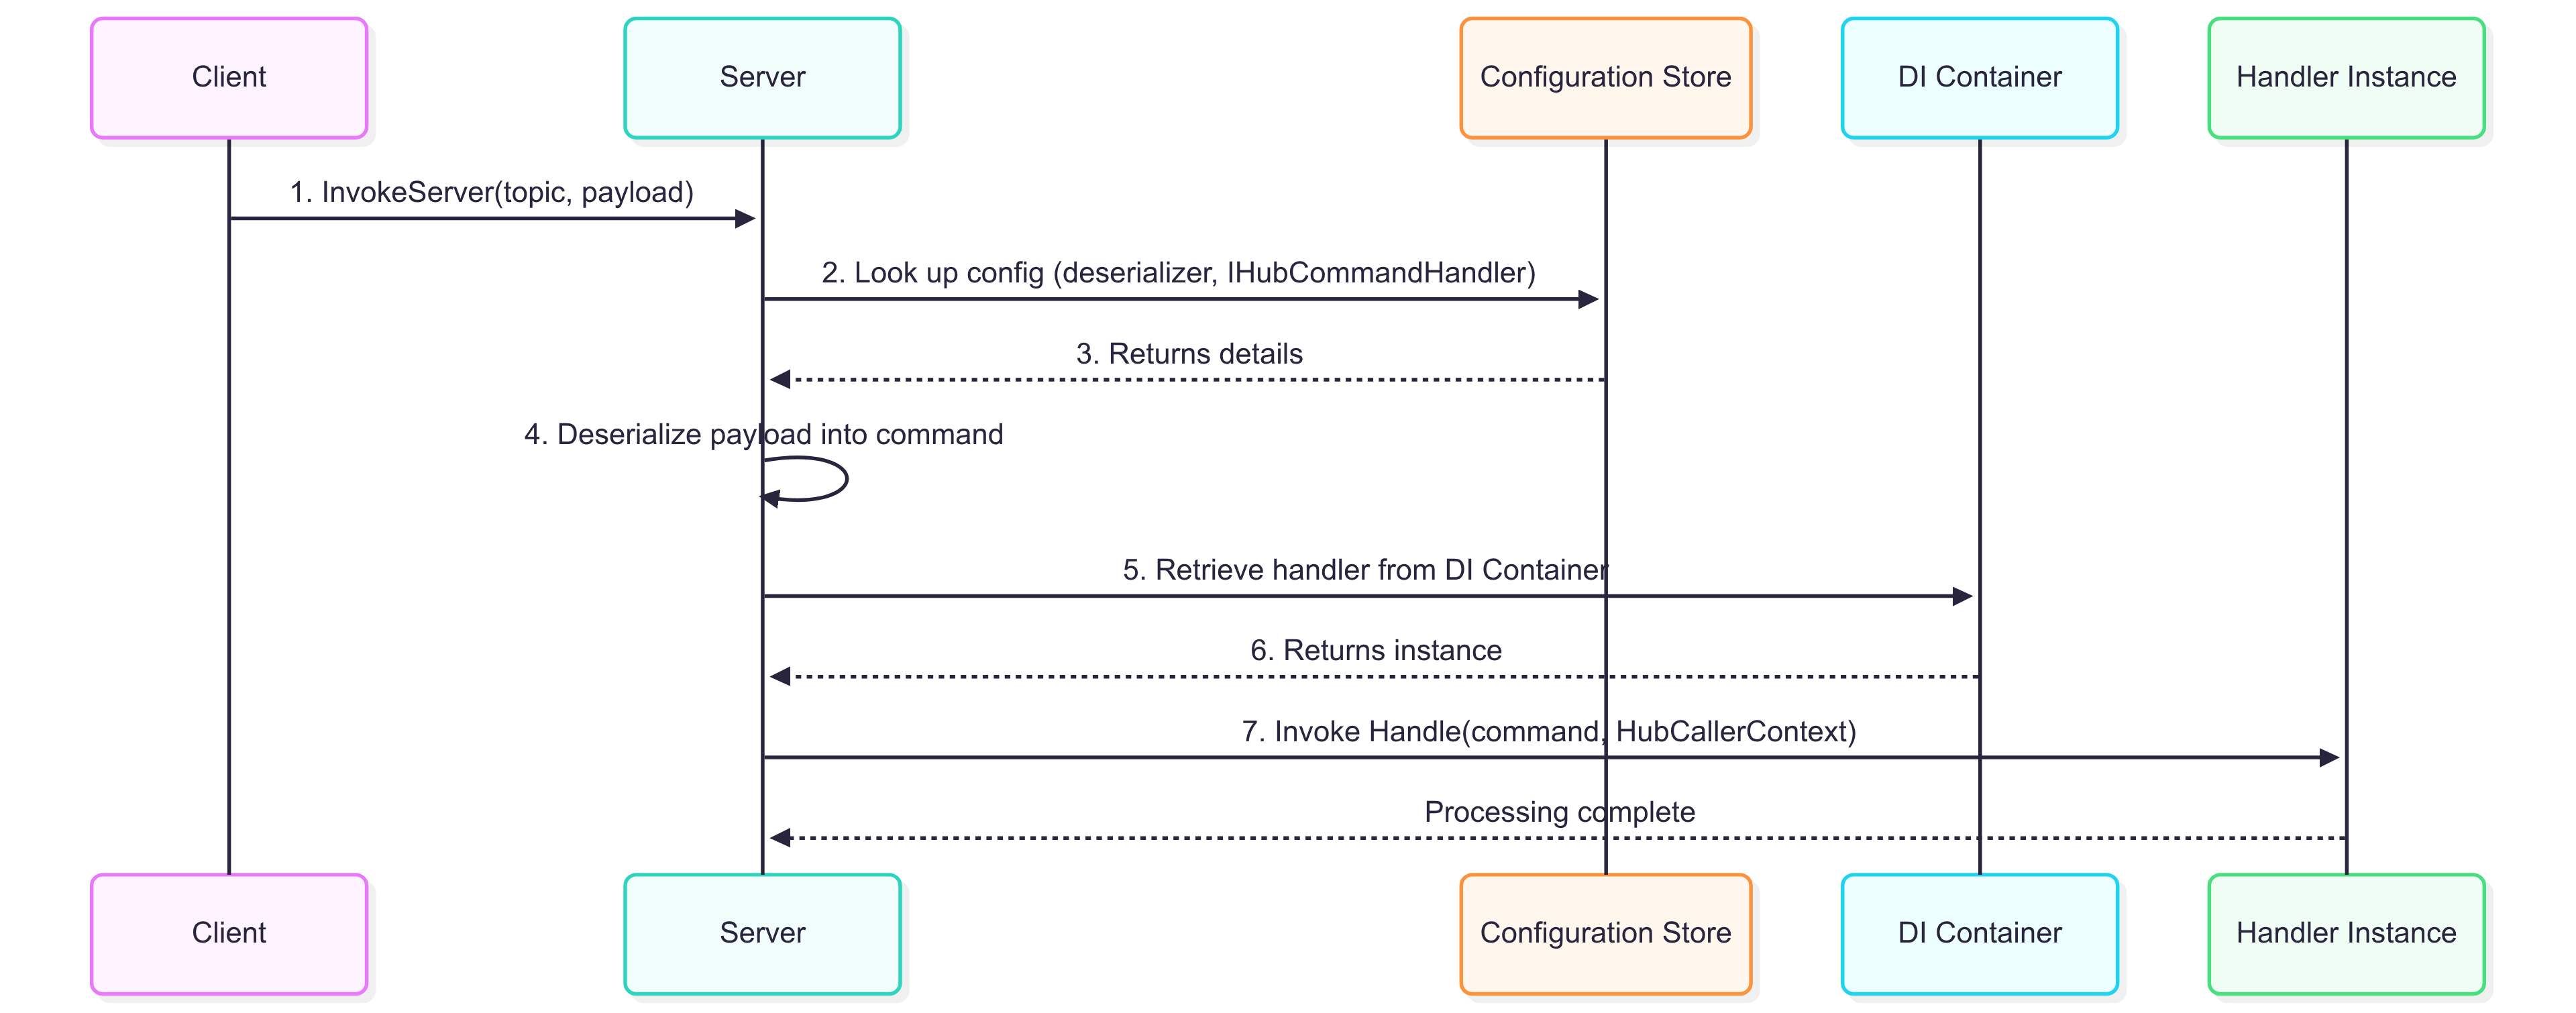 Client
Server
Configuration Store
DI Container
Handler Instance
1. InvokeServer(topic, payload)
2. Look up config (deserializer, IHubCommandHandler)
3. Returns details
4. Deserialize payload into command
5. Retrieve handler from DI Container
6. Returns instance
7. Invoke Handle(command, HubCallerContext)
Processing complete
Client
Server
Configuration Store
DI Container
Handler Instance